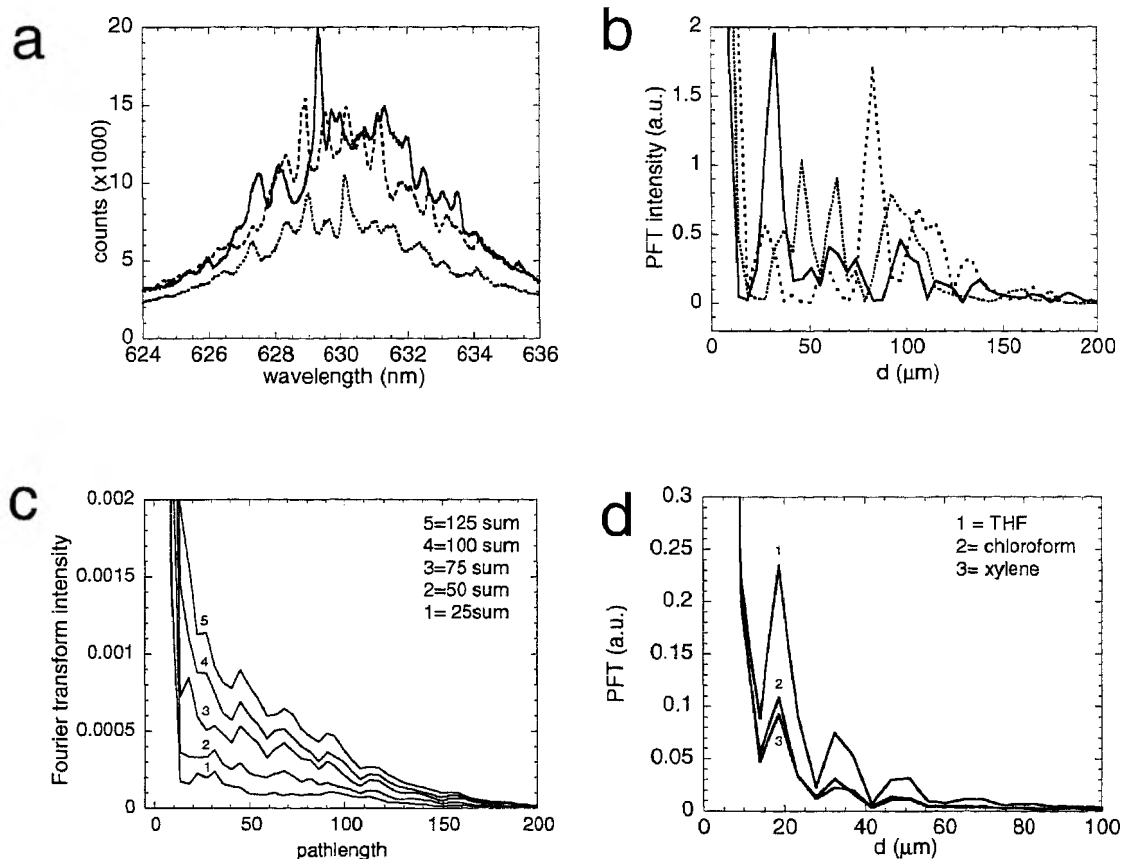 a
20
15
10
5
0
counts (x1000)
624 626 628 630 632 634 636
wavelength (nm)
b
2
1.5
1
0.5
0
PFT intensity (a.u.)
0 50 100 150 200
d (µm)
c
0.002
0.0015
0.001
0.0005
0
Fourier transform intensity
5=125 sum
4=100 sum
3=75 sum
2=50 sum
1= 25sum
5
4
3
2
1
0 50 100 150 200
pathlength
d
0.3
0.25
0.2
0.15
0.1
0.05
0
PFT (a.u.)
1 = THF
2= chloroform
3= xylene
1
2
3
0 20 40 60 80 100
d (µm)